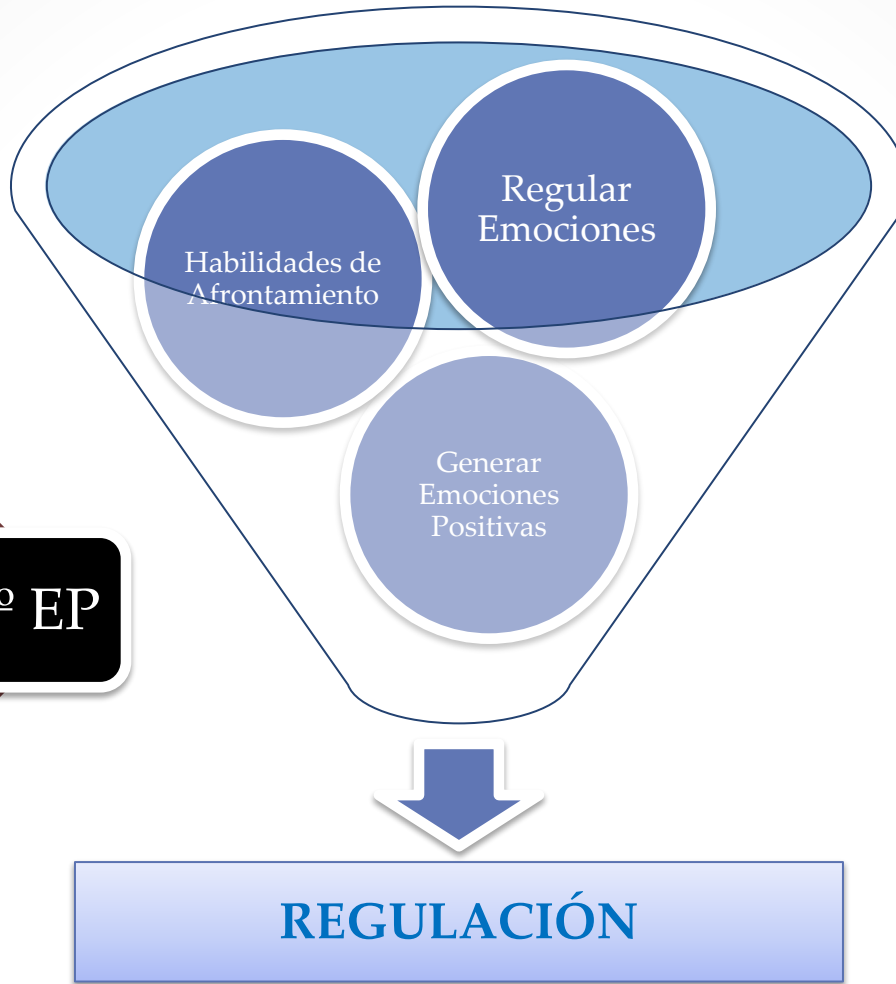 Regular
Emociones
Habilidades de
Afrontamiento
Generar
Emociones
Positivas
º EP
REGULACIÓN